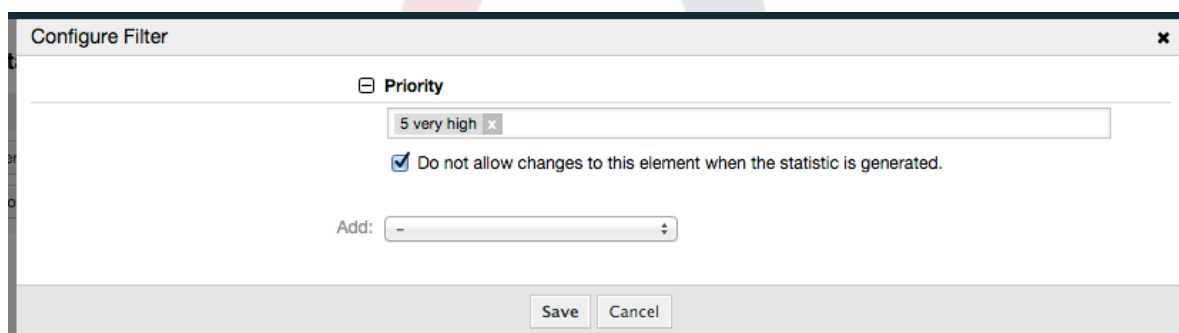 Configure Filter
Priority
5 very high x
Do not allow changes to this element when the statistic is generated.
Add: –
Save Cancel